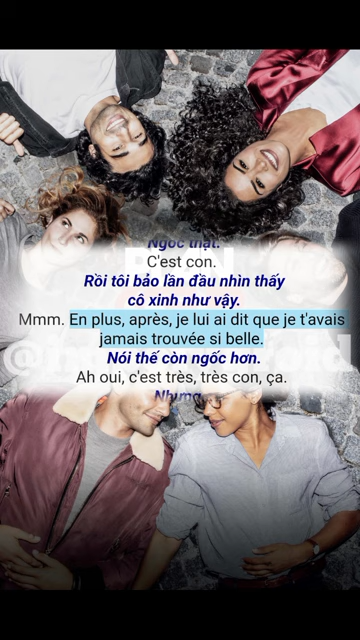 Ngốc thật.
C'est con.
Rồi tôi bảo lần đầu nhìn thấy
cô xinh như vậy.
Mmm. En plus, après, je lui ai dit que je t'avais
jamais trouvée si belle.
Nói thế còn ngốc hơn.
Ah oui, c'est très, très con, ça.
Nhưng